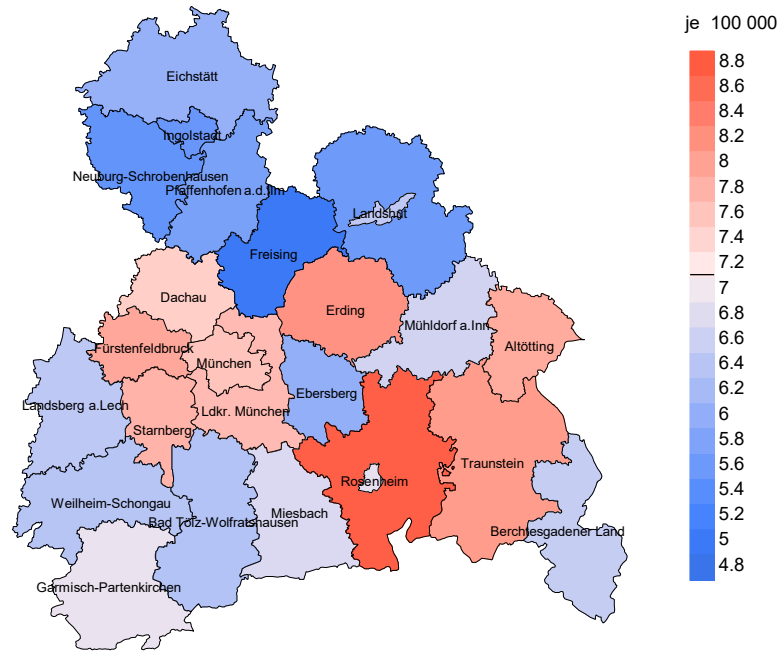 je 100 000
8.8
8.6
8.4
8.2
8
7.8
7.6
7.4
7.2
7
6.8
6.6
6.4
6.2
6
5.8
5.6
5.4
5.2
5
4.8
Eichstätt
Ingolstadt
Neuburg-Schrobenhausen
Pfaffenhofen a.d.Ilm
Landshut
Freising
Dachau
Erding
Mühldorf a.Inn
Fürstenfeldbruck
München
Altötting
Ebersberg
Landsberg a.Lech
Ldkr. München
Starnberg
Traunstein
Rosenheim
Weilheim-Schongau
Miesbach
Bad Tölz-Wolfratshausen
Berchtesgadener Land
Garmisch-Partenkirchen